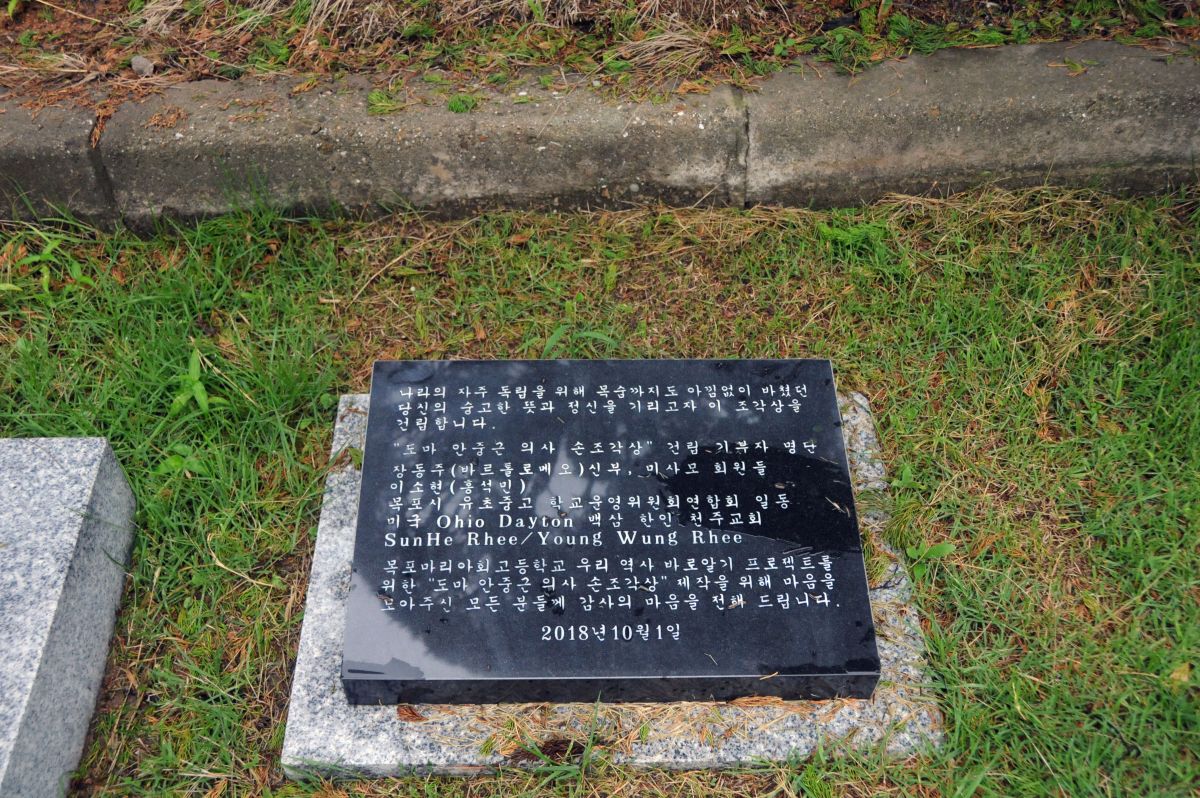 나라의 자주 독립을 위해 목숨까지도 아낌없이 바쳤던
당신의 숭고한 뜻과 정신을 기리고자 이 조각상을
건립합니다.
"도마 안중근 의사 손조각상" 건립 기부자 명단
장동주(바르톨로메오)신부, 미사모 회원들
이소현(홍석민)
목포시 유초중고 학교운영위원회연합회 일동
미국 Ohio Dayton 백삼 한인 천주교회
SunHe Rhee/Young Wung Rhee
목포마리아회고등학교 우리 역사 바로알기 프로젝트를
위한 "도마 안중근 의사 손조각상" 제작을 위해 마음을
모아주신 모든 분들께 감사의 마음을 전해 드립니다.
2018년10월1일